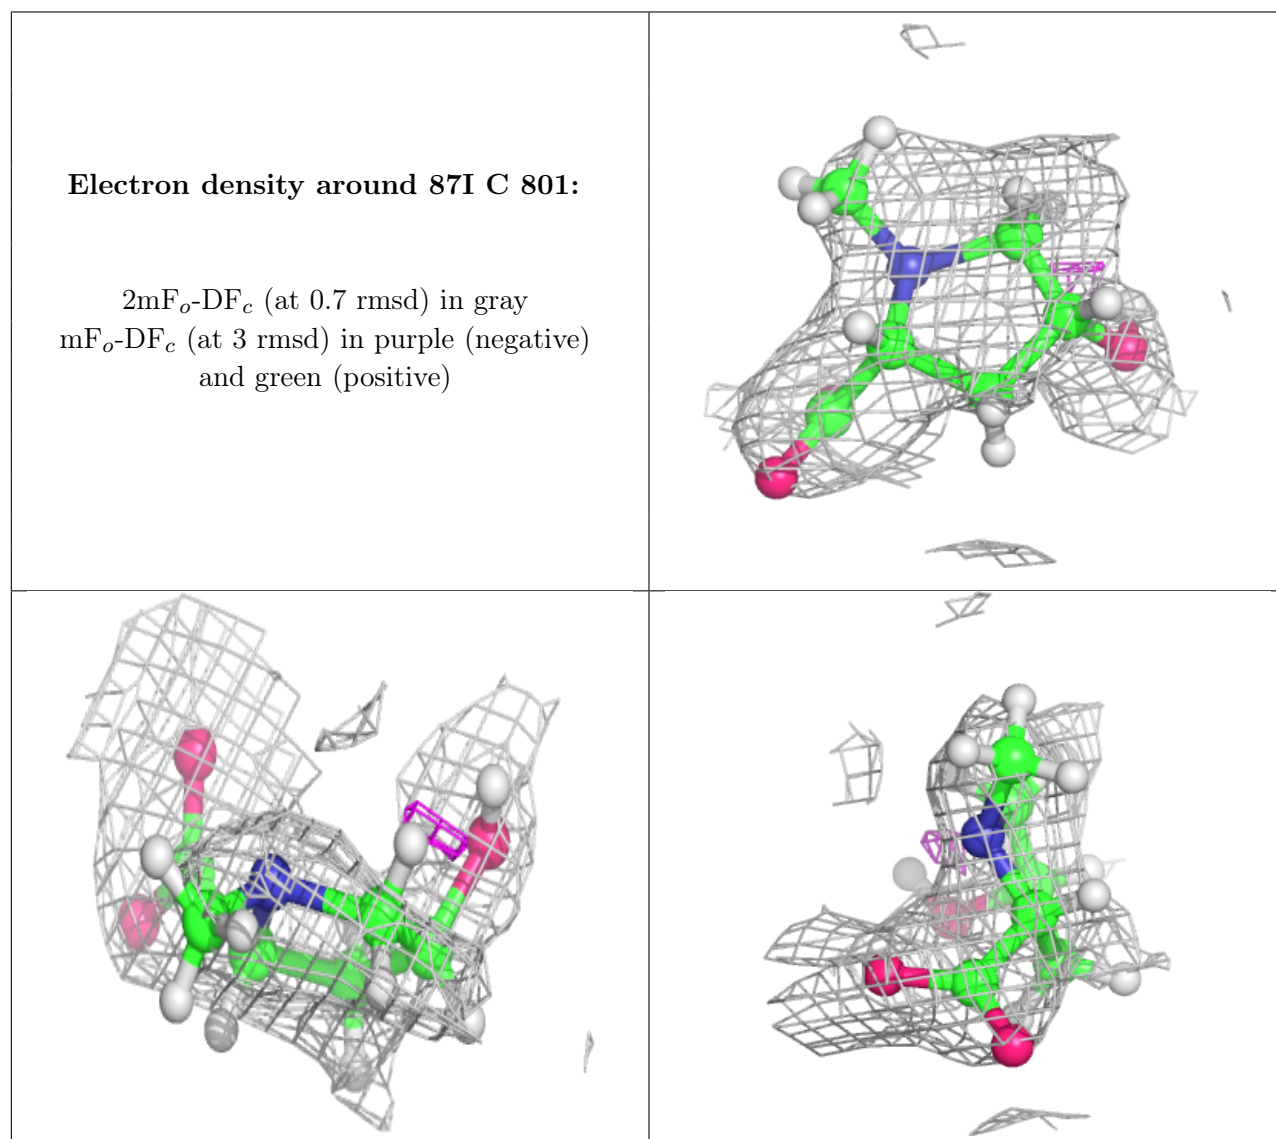 Electron density around 87I C 801:
2mFₒ-DF𝒸 (at 0.7 rmsd) in gray
mFₒ-DF𝒸 (at 3 rmsd) in purple (negative)
and green (positive)